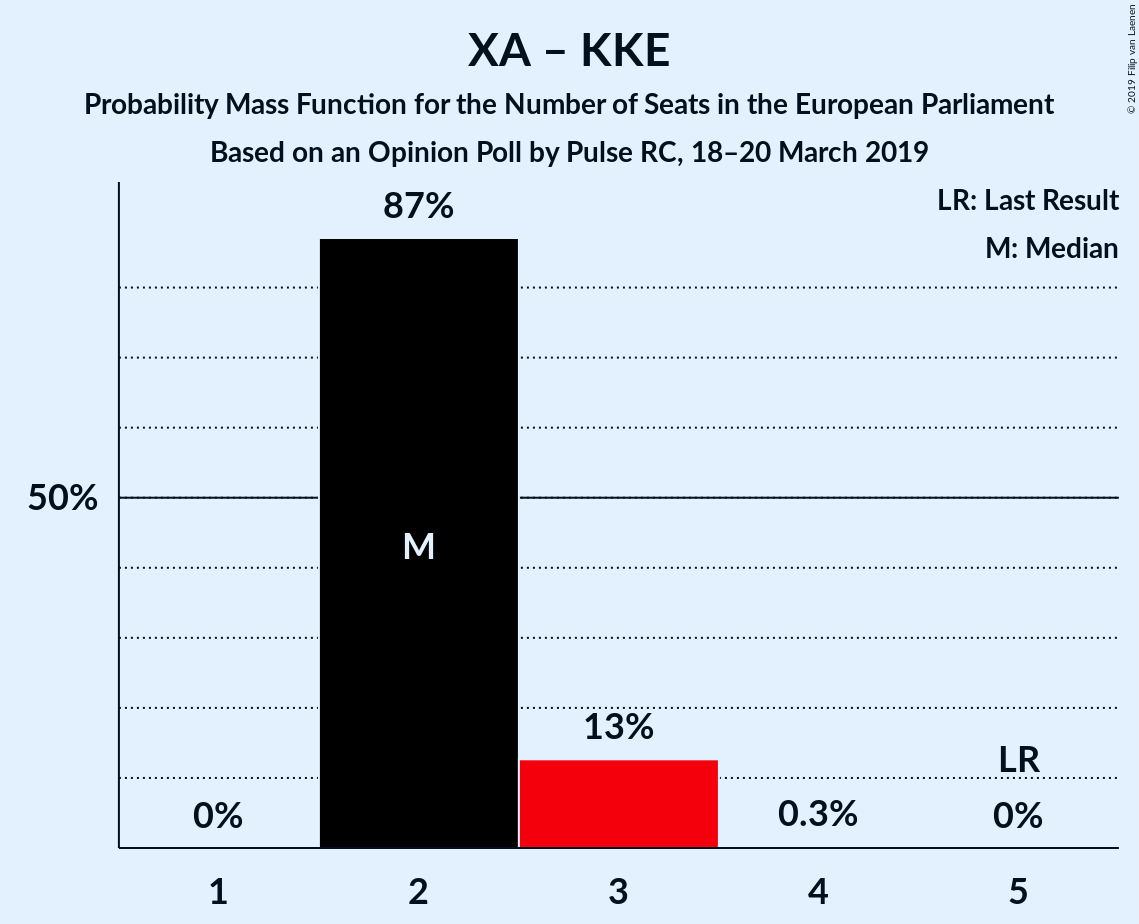 XA – KKE
Probability Mass Function for the Number of Seats in the European Parliament
Based on an Opinion Poll by Pulse RC, 18–20 March 2019
© 2019 Filip van Laenen
LR: Last Result
M: Median
87%
50%
M
13%
LR
0%
0.3%
0%
1
2
3
4
5